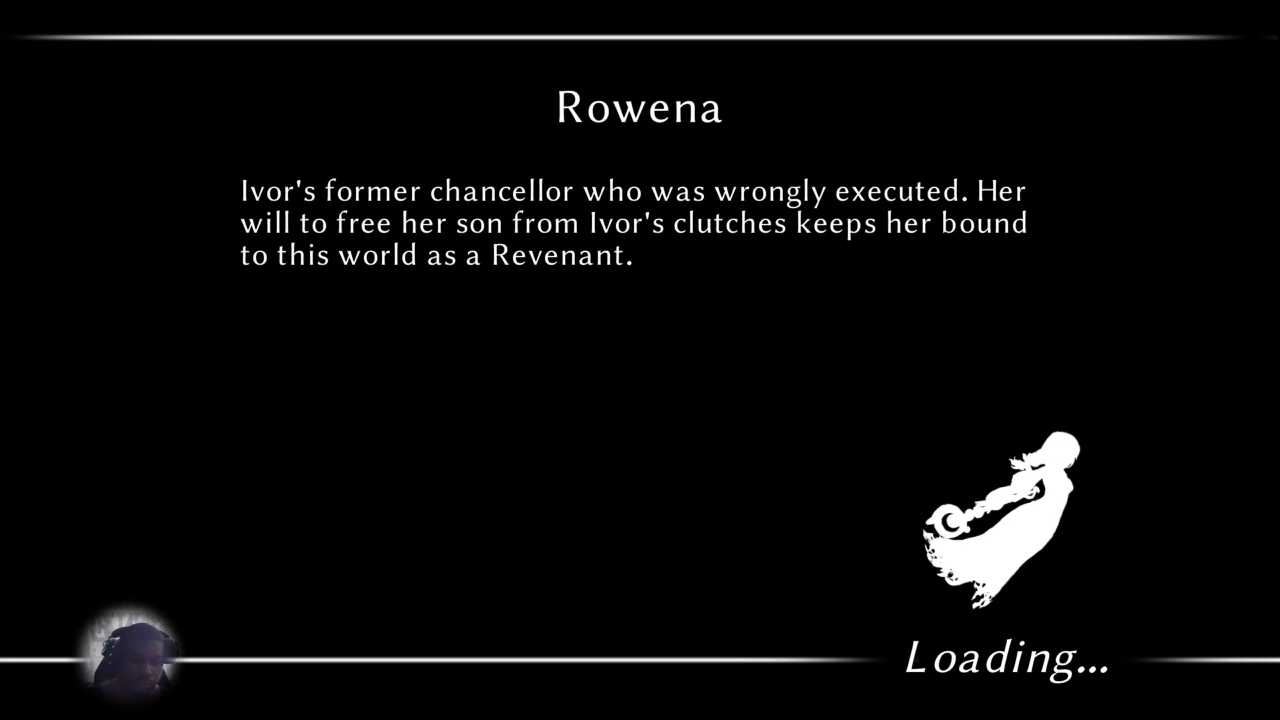 Rowena
Ivor's former chancellor who was wrongly executed. Her
will to free her son from Ivor's clutches keeps her bound
to this world as a Revenant.
Loading...